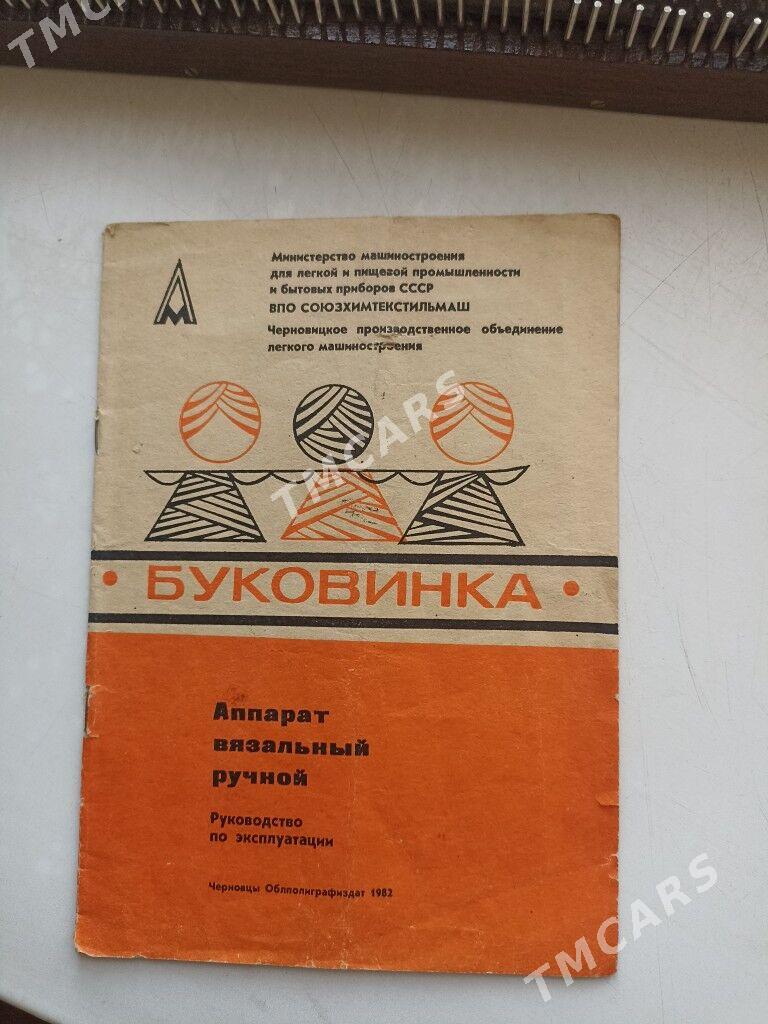 TMCARS
Министерство машиностроения
для легкой и пищевой промышленности
и бытовых приборов СССР
ВПО СОЮЗХИМТЕКСТИЛЬМАШ
Черновицкое производственное объединение
легкого машиностроения
TMCARS
• БУКОВИНКА •
Аппарат
вязальный
ручной
Руководство
по эксплуатации
Черновцы Облполиграфиздат 1982
TMCARS